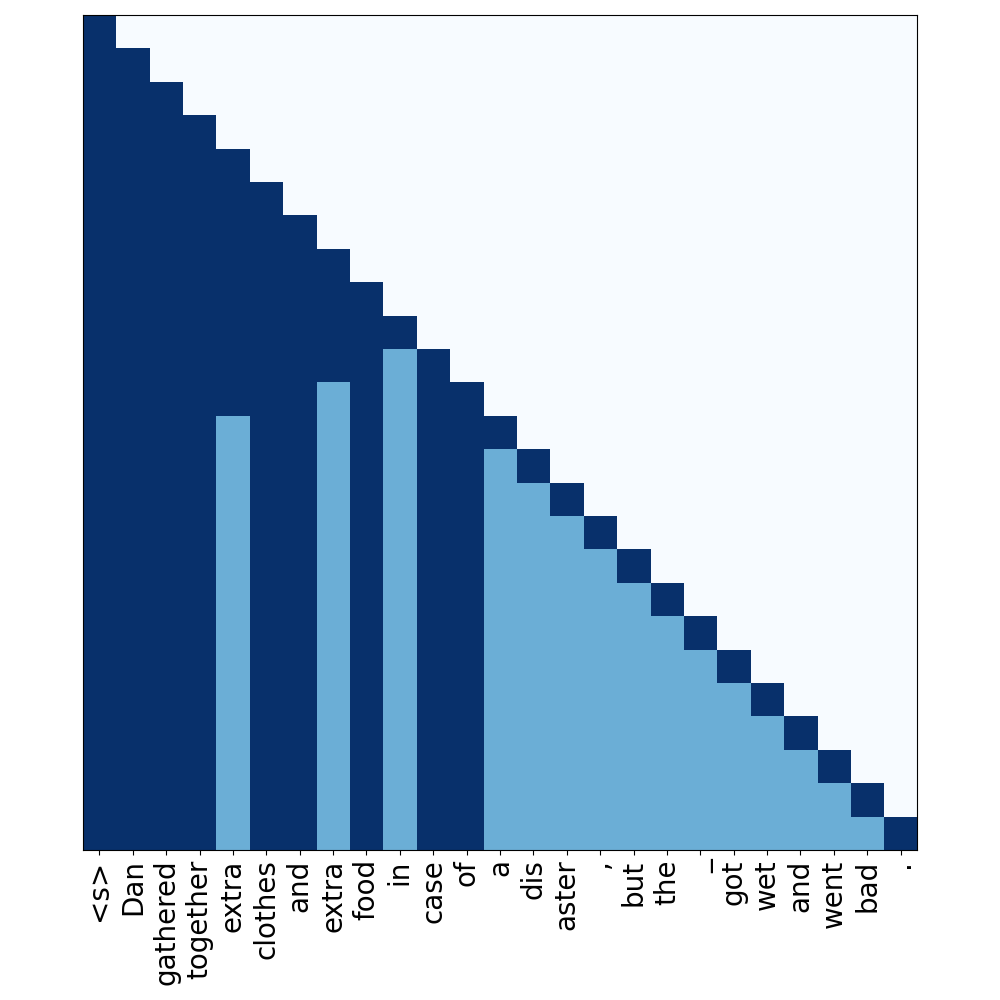 <s>
Dan
gathered
together
extra
clothes
and
extra
food
in
case
of
a
dis
aster
,
but
the
_
got
wet
and
went
bad
.